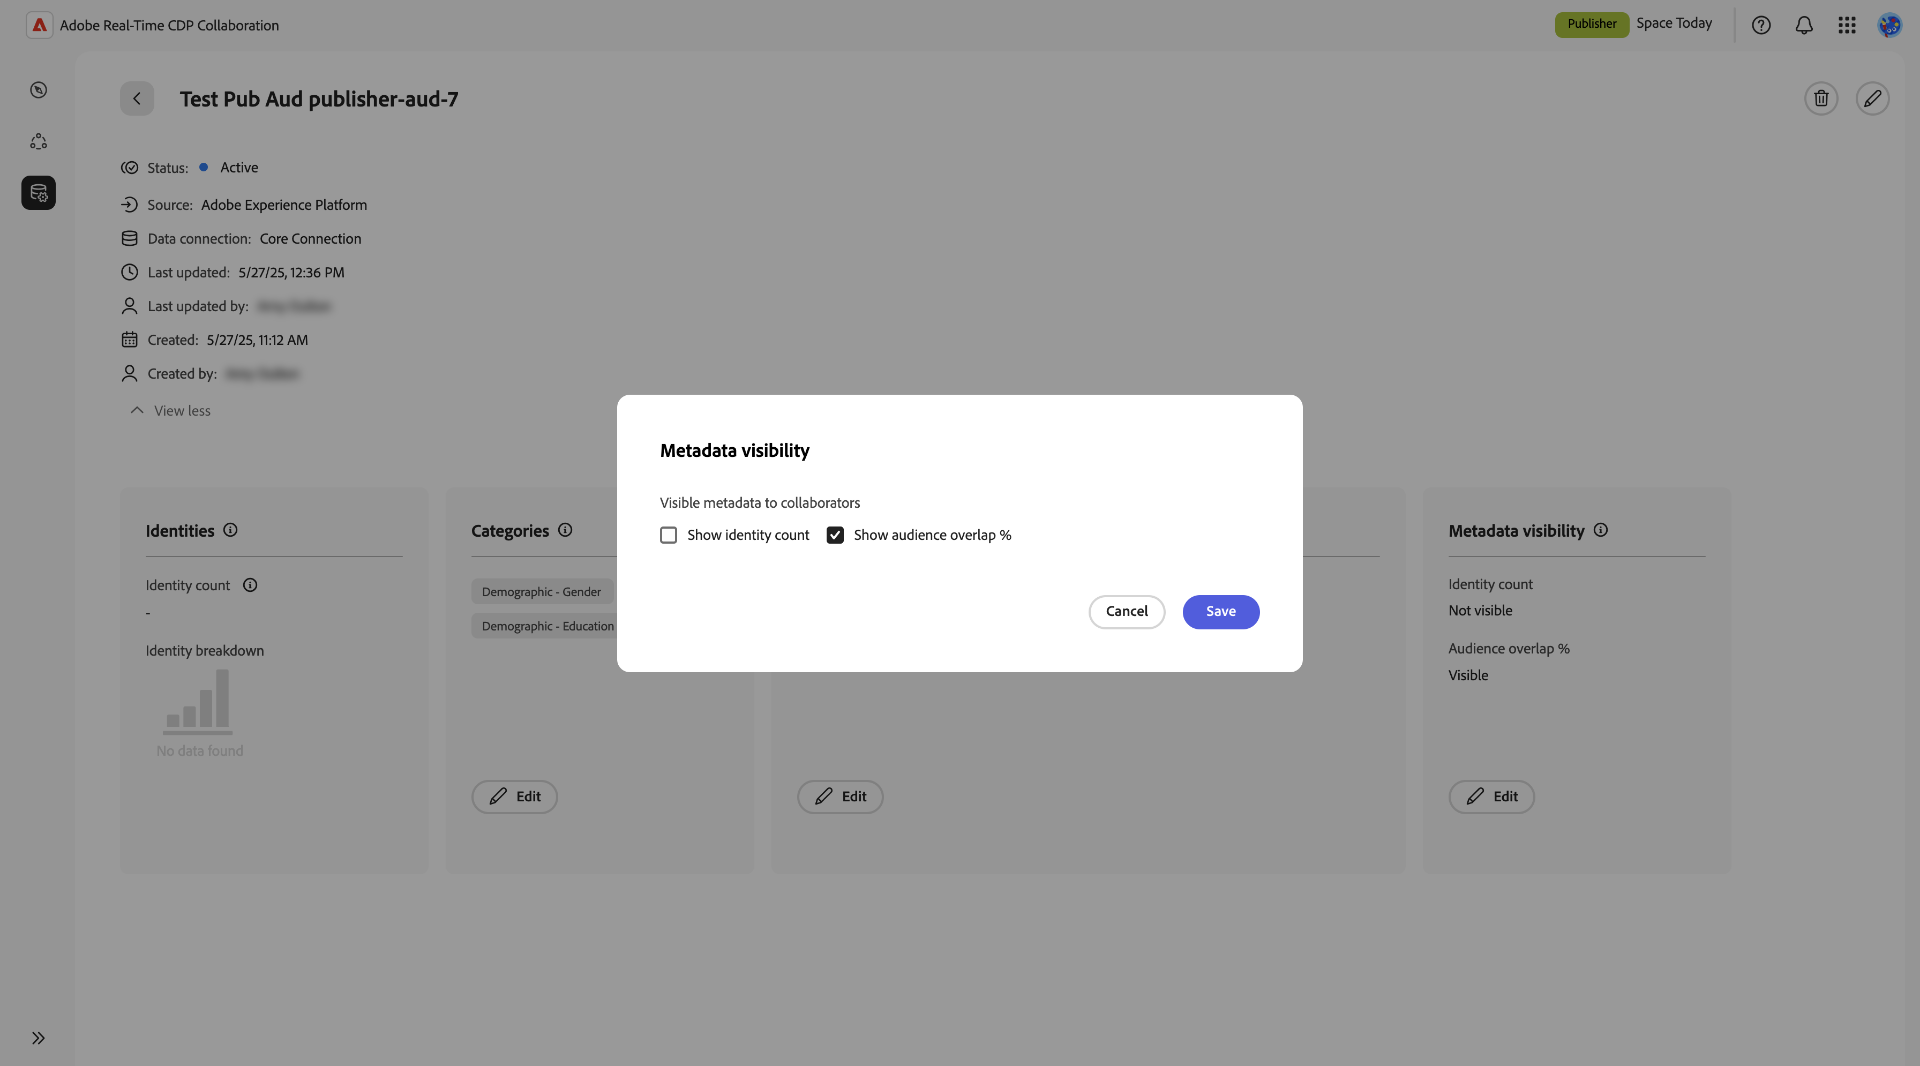 Adobe Real-Time CDP Collaboration
Publisher Space Today
Test Pub Aud publisher-aud-7
Status: Active
Source: Adobe Experience Platform
Data connection: Core Connection
Last updated: 5/27/25, 12:36 PM
Last updated by:
Created: 5/27/25, 11:12 AM
Created by:
View less
Metadata visibility
Visible metadata to collaborators
Show identity count Show audience overlap %
Cancel Save
Identities
Identity count
-
Identity breakdown
No data found
Categories
Demographic - Gender
Demographic - Education
Edit
Edit
Metadata visibility
Identity count
Not visible
Audience overlap %
Visible
Edit